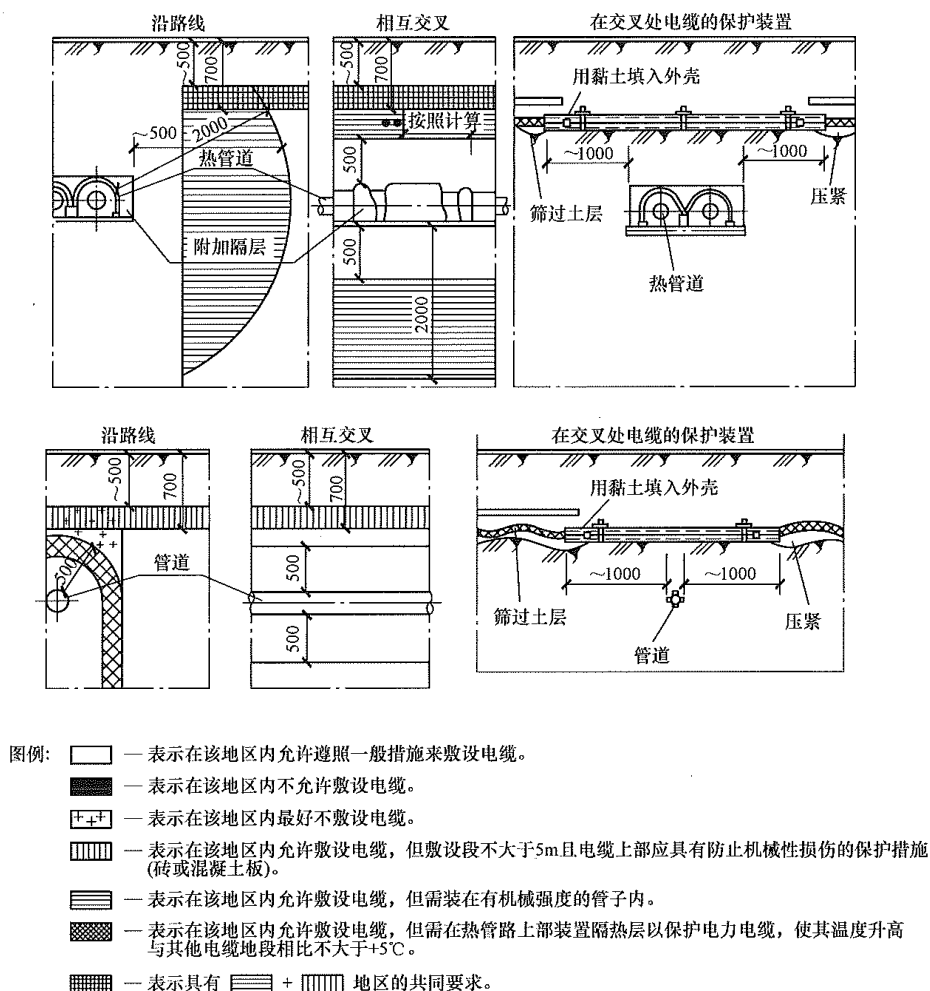 沿路线
相互交叉
在交叉处电缆的保护装置
~500
700
~500
700
用黏土填入外壳
~500
2000
按照计算
热管道
500
~1000
~1000
筛过土层
压紧
附加隔层
500
热管道
2000
沿路线
相互交叉
在交叉处电缆的保护装置
~500
700
~500
700
用黏土填入外壳
500
管道
500
~1000
~1000
500
筛过土层
压紧
管道
图例: — 表示在该地区内允许遵照一般措施来敷设电缆。
— 表示在该地区内不允许敷设电缆。
— 表示在该地区内最好不敷设电缆。
— 表示在该地区内允许敷设电缆，但敷设段不大于5m且电缆上部应具有防止机械性损伤的保护措施
(砖或混凝土板)。
— 表示在该地区内允许敷设电缆，但需装在有机械强度的管子内。
— 表示在该地区内允许敷设电缆，但需在热管路上部装置隔热层以保护电力电缆，使其温度升高
与其他电缆地段相比不大于+5℃。
— 表示具有 + 地区的共同要求。